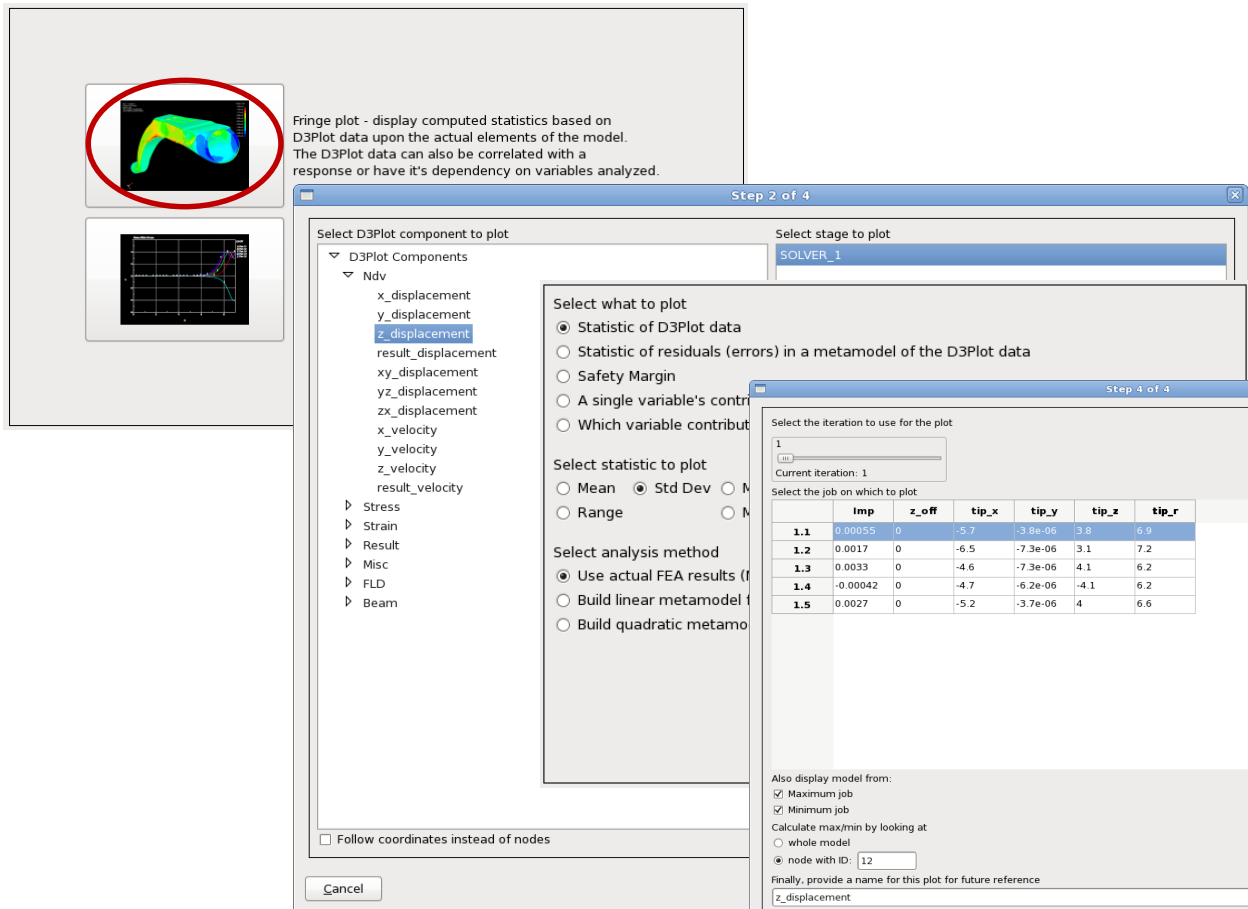 Fringe plot - display computed statistics based on
D3Plot data upon the actual elements of the model.
The D3Plot data can also be correlated with a
response or have it's dependency on variables analyzed.
Step 2 of 4
Select D3Plot component to plot
D3Plot Components
Ndv
x_displacement
y_displacement
z_displacement
result_displacement
xy_displacement
yz_displacement
zx_displacement
x_velocity
y_velocity
z_velocity
result_velocity
Stress
Strain
Result
Misc
FLD
Beam
Follow coordinates instead of nodes
Cancel
Select stage to plot
SOLVER_1
Select what to plot
Statistic of D3Plot data
Statistic of residuals (errors) in a metamodel of the D3Plot data
Safety Margin
A single variable's contri
Which variable contribut
Select statistic to plot
Mean Std Dev M
Range M
Select analysis method
Use actual FEA results (
Build linear metamodel f
Build quadratic metamo
Step 4 of 4
Select the iteration to use for the plot
1
Current iteration: 1
Select the job on which to plot
Imp z_off tip_x tip_y tip_z tip_r
1.1 0.00055 0 -5.7 -3.8e-06 3.8 6.9
1.2 0.0017 0 -6.5 -7.3e-06 3.1 7.2
1.3 0.0033 0 -4.6 -7.3e-06 4.1 6.2
1.4 -0.00042 0 -4.7 -6.2e-06 -4.1 6.2
1.5 0.0027 0 -5.2 -3.7e-06 4 6.6
Also display model from:
Maximum job
Minimum job
Calculate max/min by looking at
whole model
node with ID: 12
Finally, provide a name for this plot for future reference
z_displacement